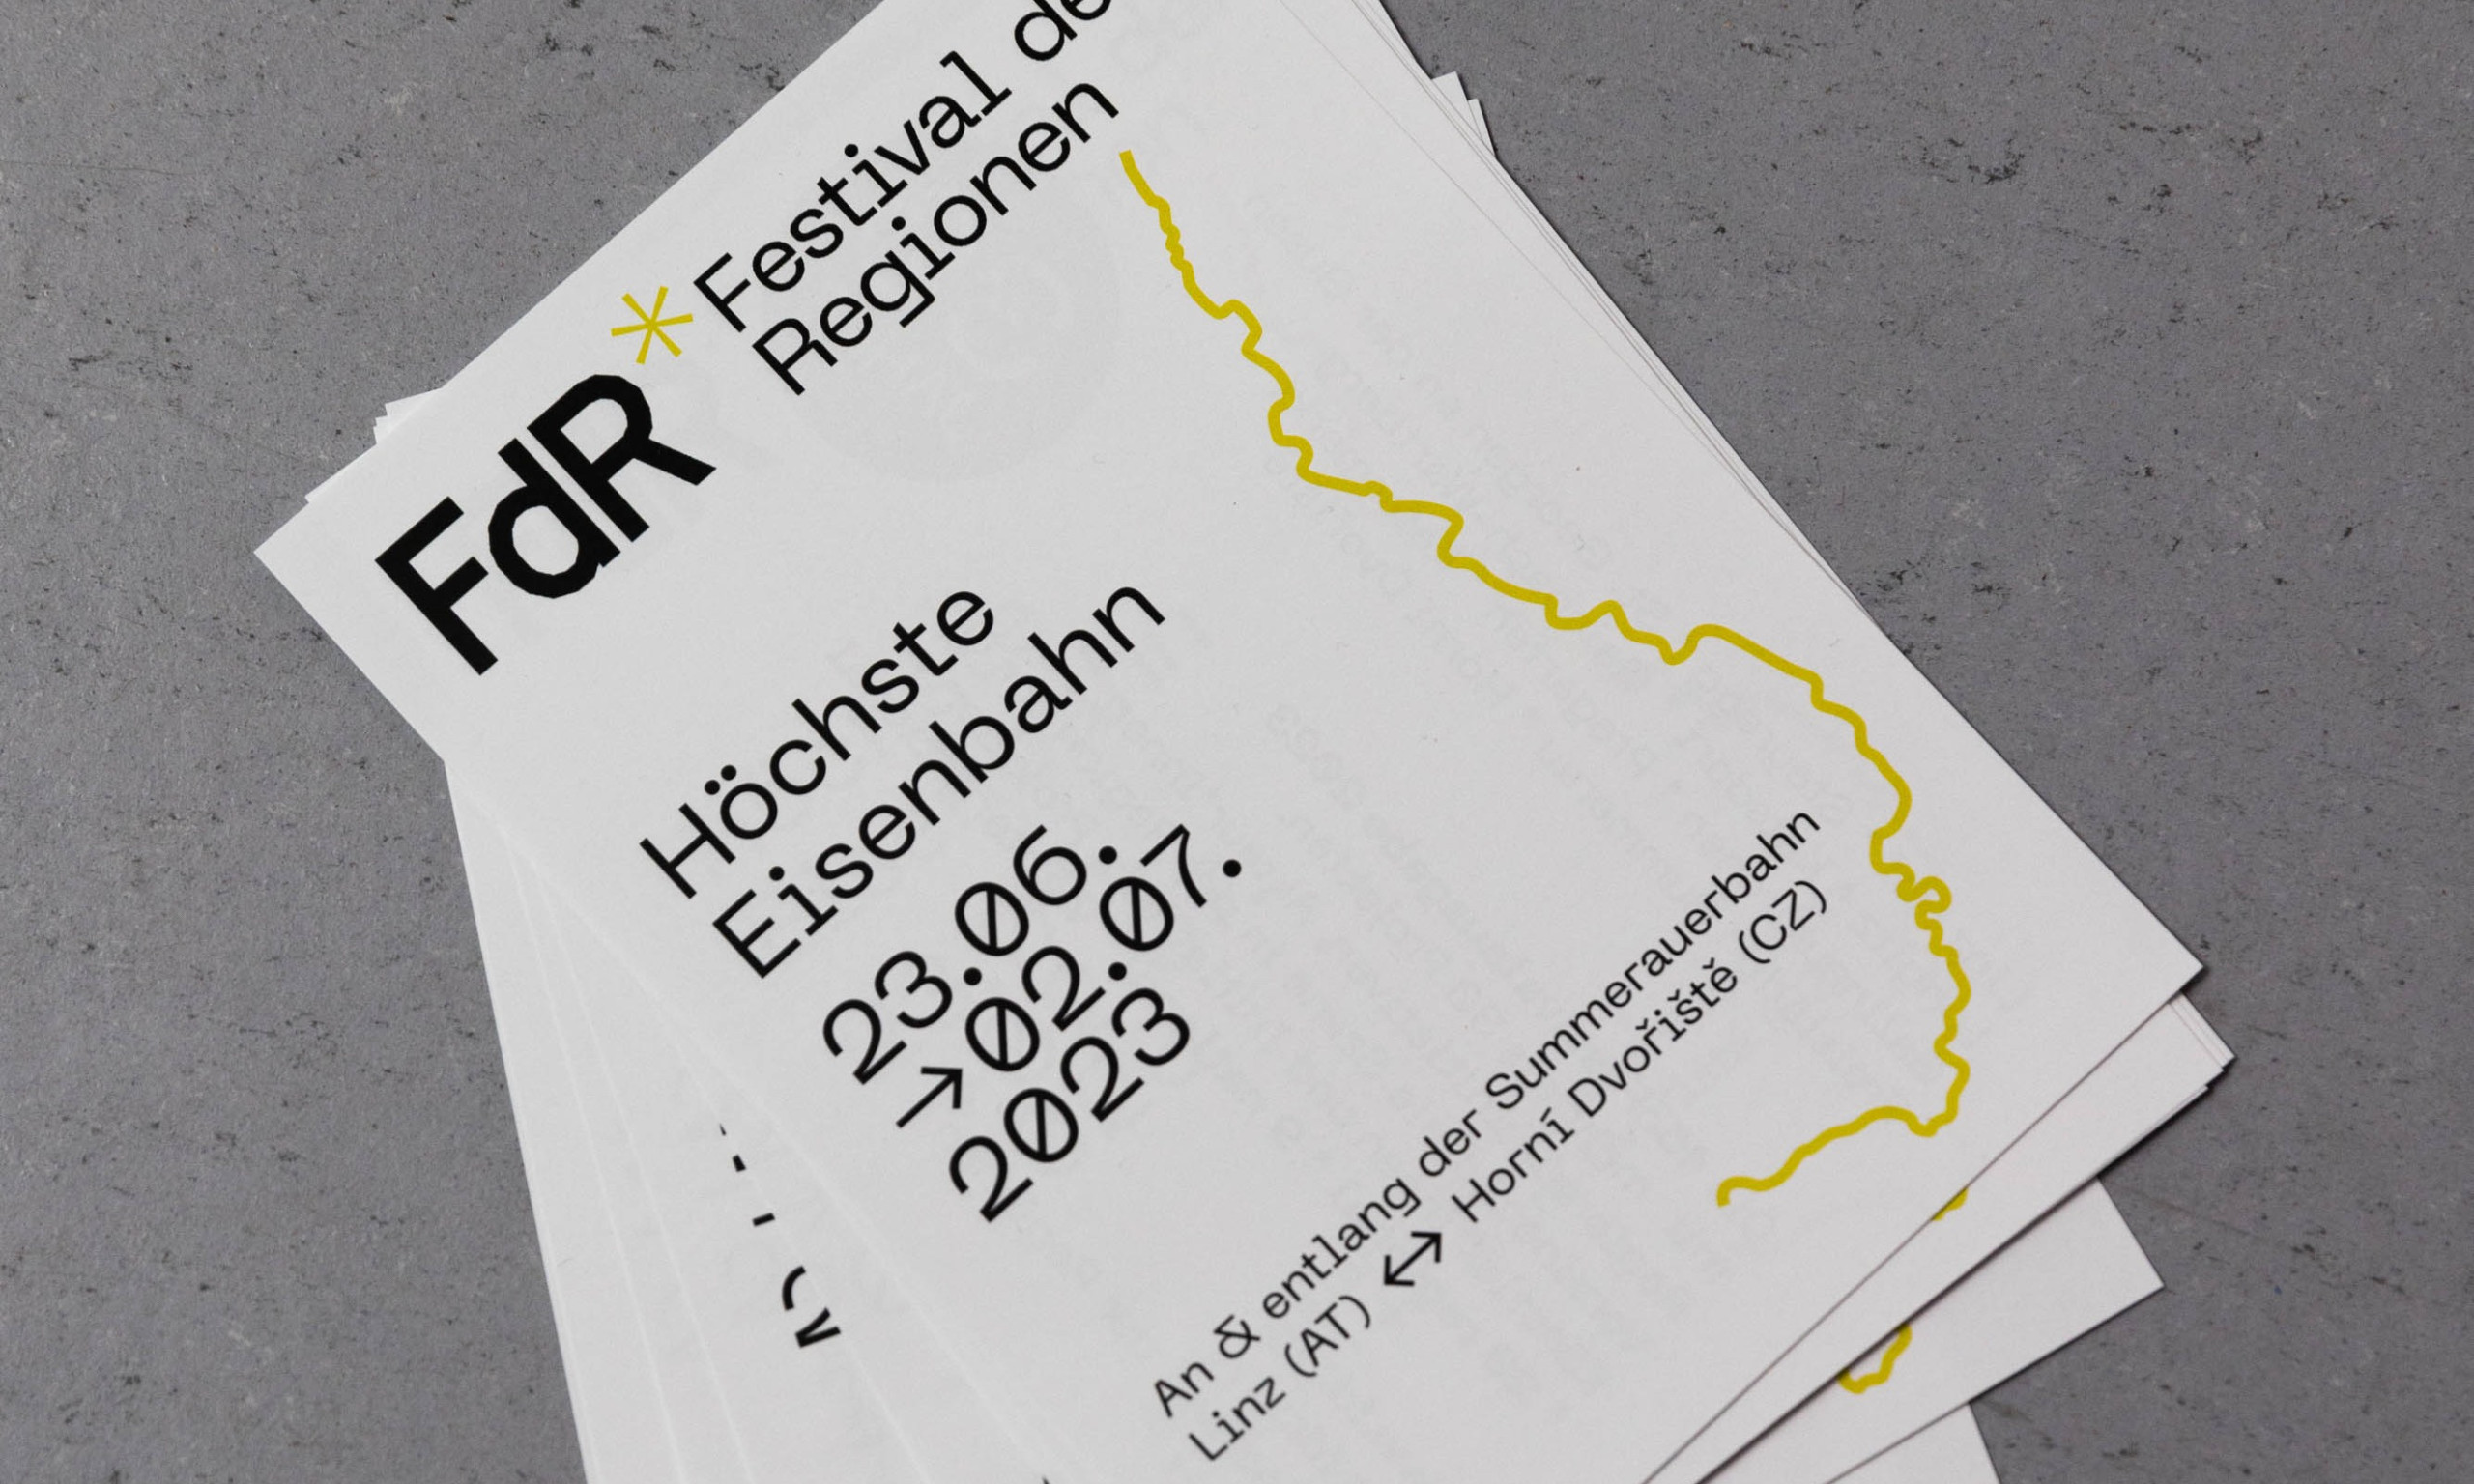 FdR
* Festival de
Regionen
Höchste
Eisenbahn
23.06.
→02.07.
2023
An & entlang der Summerauerbahn
Linz (AT) ↔ Horní Dvořiště (CZ)